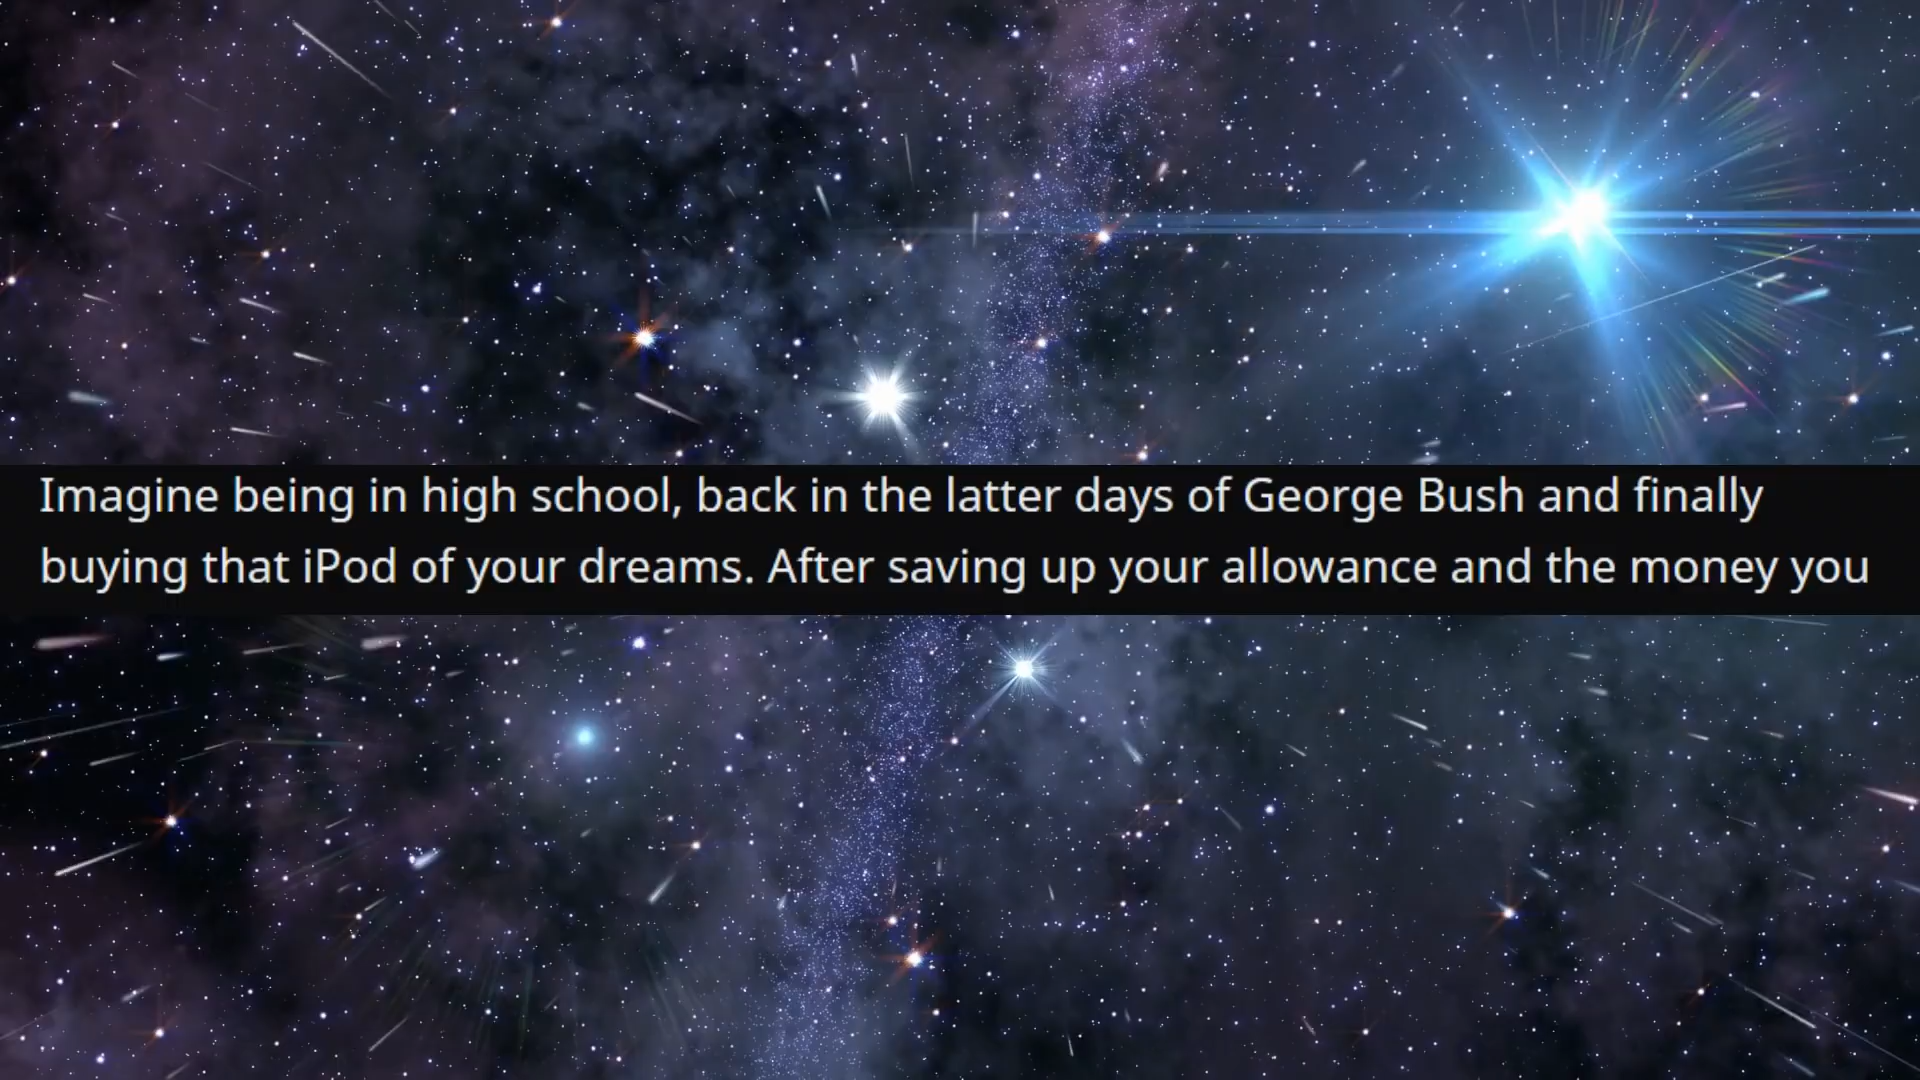 Imagine being in high school, back in the latter days of George Bush and finally
buying that iPod of your dreams. After saving up your allowance and the money you